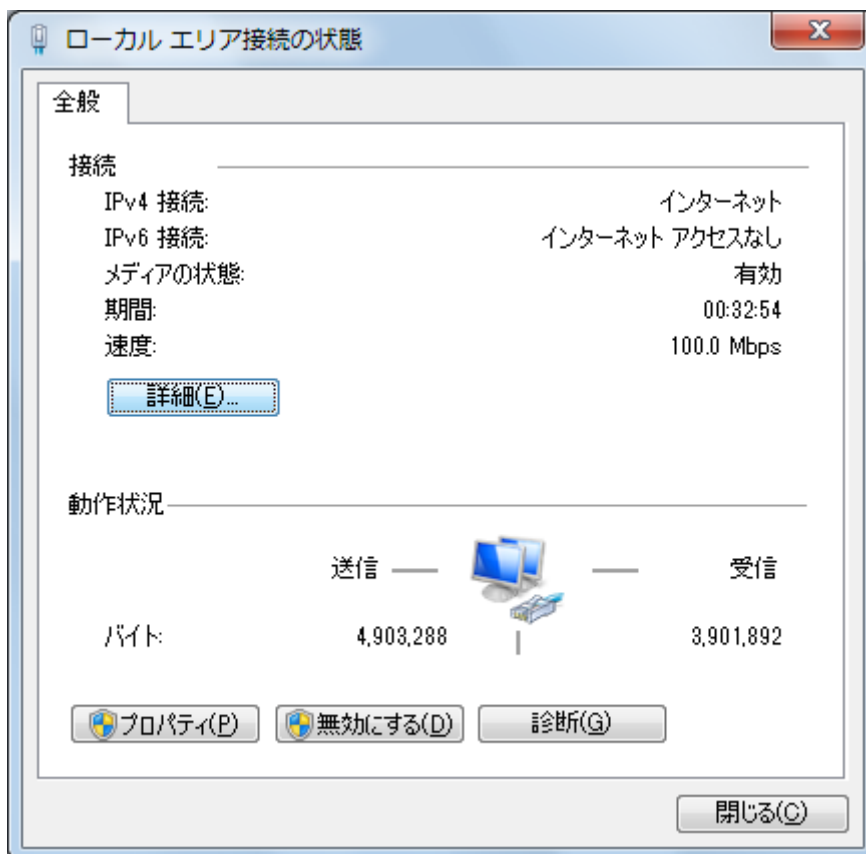 ローカル エリア接続の状態
全般
接続
IPv4 接続: インターネット
IPv6 接続: インターネット アクセスなし
メディアの状態: 有効
期間: 00:32:54
速度: 100.0 Mbps
詳細(E)...
動作状況
送信 受信
バイト: 4,903,288 3,901,892
プロパティ(P) 無効にする(D) 診断(G)
閉じる(C)